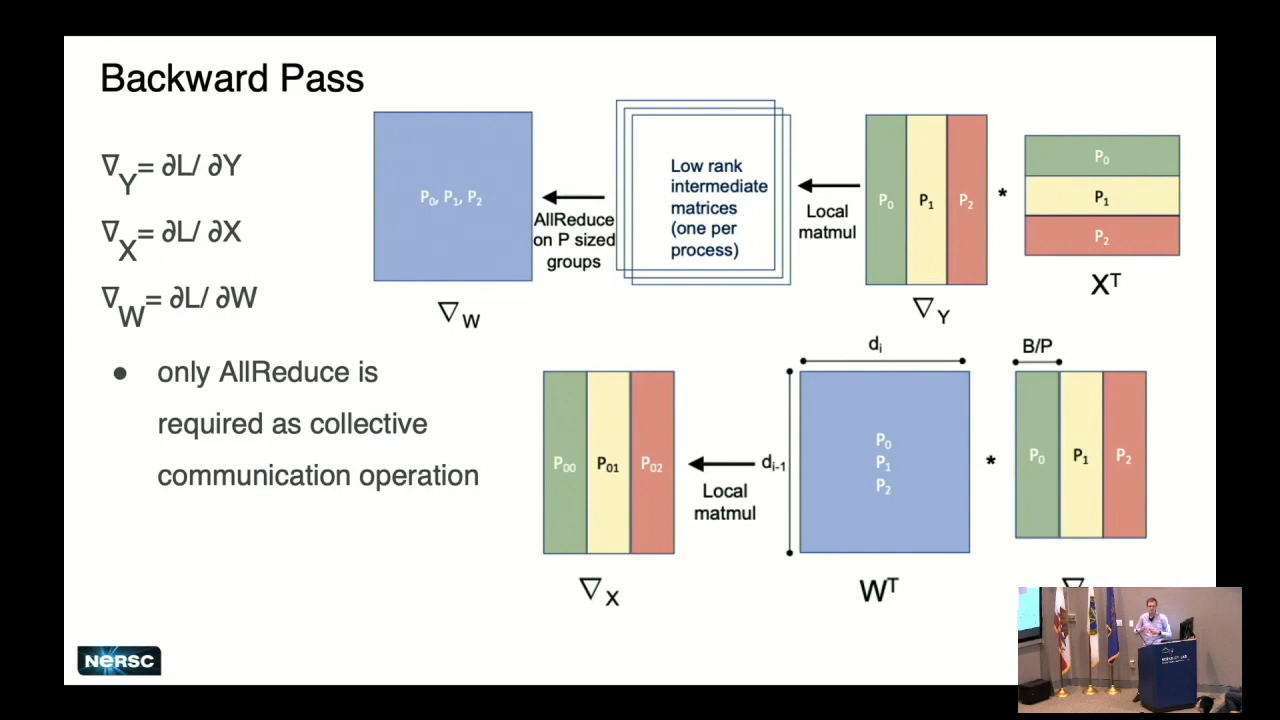 Backward Pass
∇Y= ∂L/ ∂Y
∇X= ∂L/ ∂X
∇W= ∂L/ ∂W
● only AllReduce is
required as collective
communication operation
P₀, P₁, P₂
∇W
AllReduce
on P sized
groups
Low rank
intermediate
matrices
(one per
process)
Local
matmul
P₀
P₁
P₂
∇Y
*
P₀
P₁
P₂
Xᵀ
P₀₀
P₀₁
P₀₂
∇X
Local
matmul
dᵢ
dᵢ₋₁
P₀
P₁
P₂
Wᵀ
*
B/P
P₀
P₁
P₂
∇
NERSC